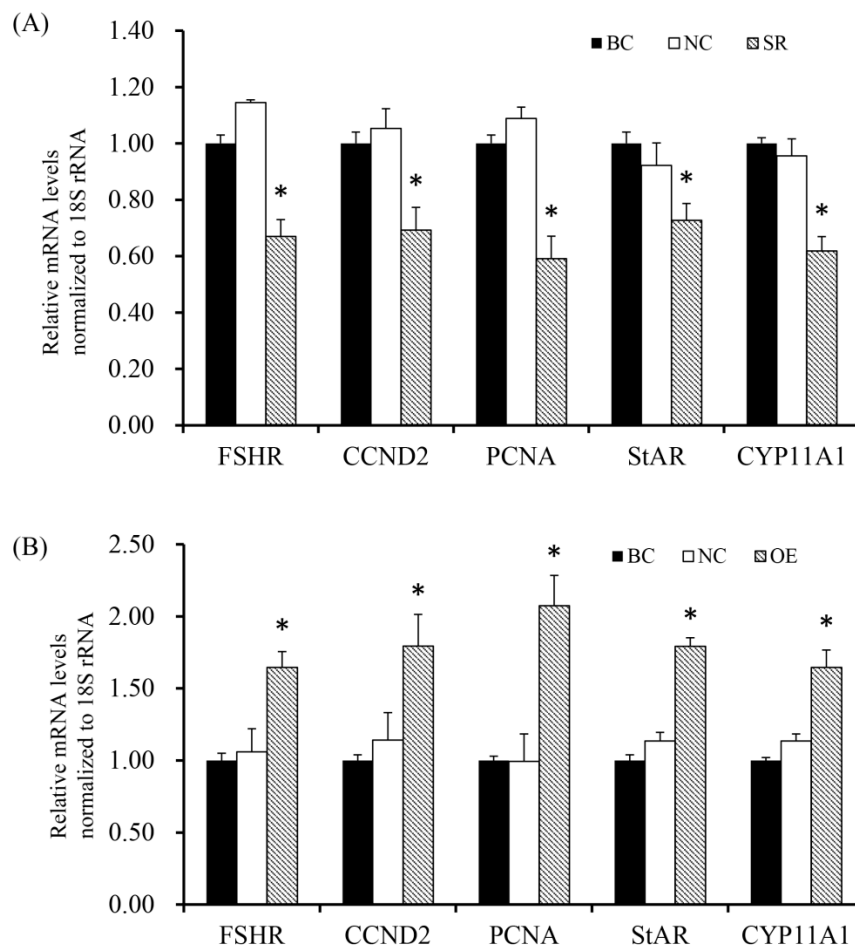 (A)
1.40
BC NC SR
1.20
1.00
0.80
0.60
0.40
0.20
0.00
Relative mRNA levels
normalized to 18S rRNA
* * * * *
FSHR CCND2 PCNA StAR CYP11A1
(B)
2.50
BC NC OE
2.00
1.50
1.00
0.50
0.00
Relative mRNA levels
normalized to 18S rRNA
* * * * *
FSHR CCND2 PCNA StAR CYP11A1